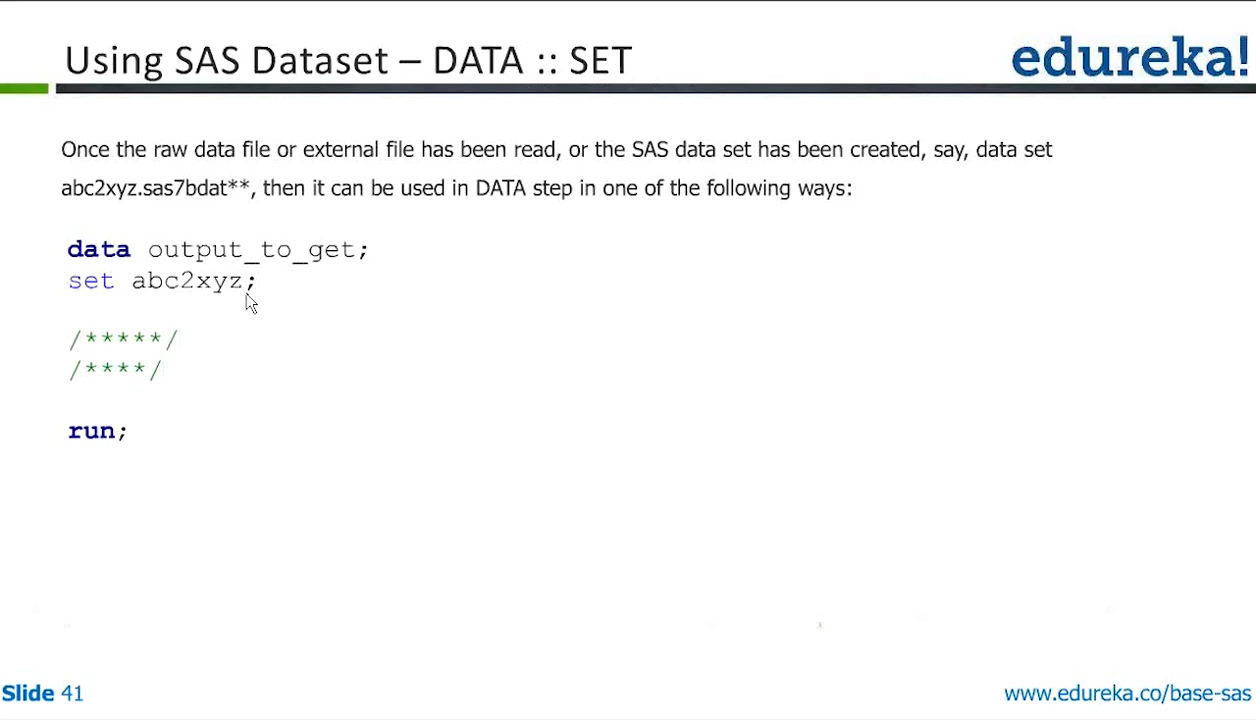 Using SAS Dataset – DATA :: SET
edureka!
Once the raw data file or external file has been read, or the SAS data set has been created, say, data set
abc2xyz.sas7bdat**, then it can be used in DATA step in one of the following ways:
data output_to_get;
set abc2xyz;
/*****/
/****/
run;
Slide 41
www.edureka.co/base-sas